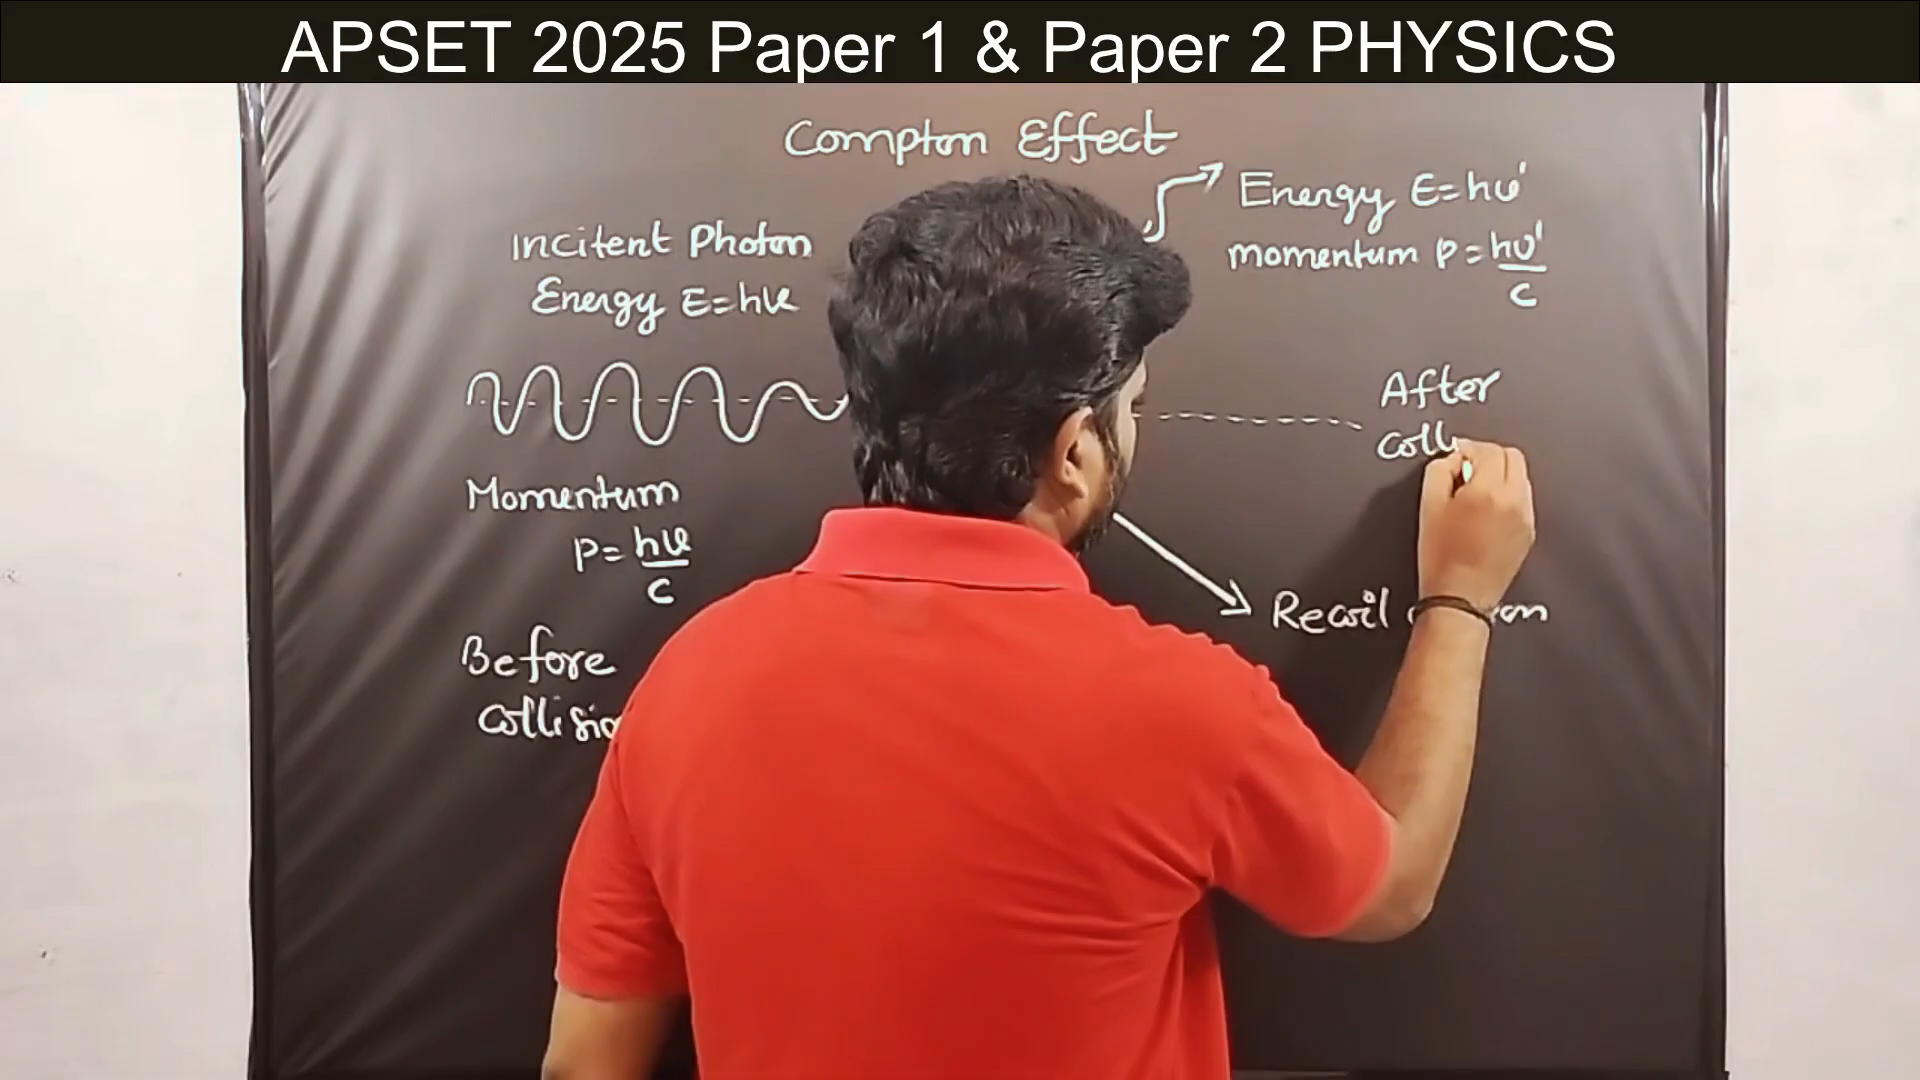 APSET 2025 Paper 1 & Paper 2 PHYSICS
Compton Effect
Energy E=hυ'
momentum p = hυ'
c
Incitent Photon
Energy E=hυ
After
Momentum
P= hυ
c
Before
Recoil